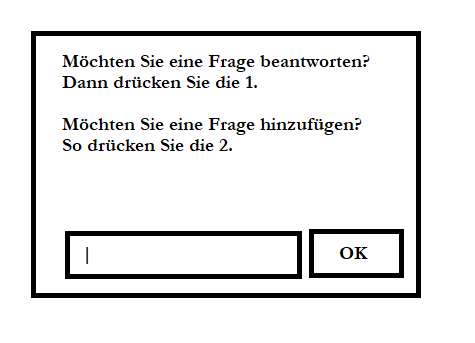 Möchten Sie eine Frage beantworten?
Dann drücken Sie die 1.
Möchten Sie eine Frage hinzufügen?
So drücken Sie die 2.
OK